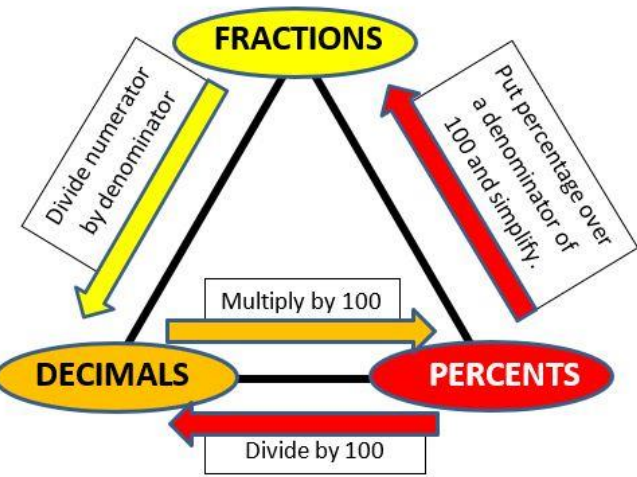 FRACTIONS
Divide numerator
by denominator
Put percentage over
a denominator of
100 and simplify.
Multiply by 100
DECIMALS
PERCENTS
Divide by 100